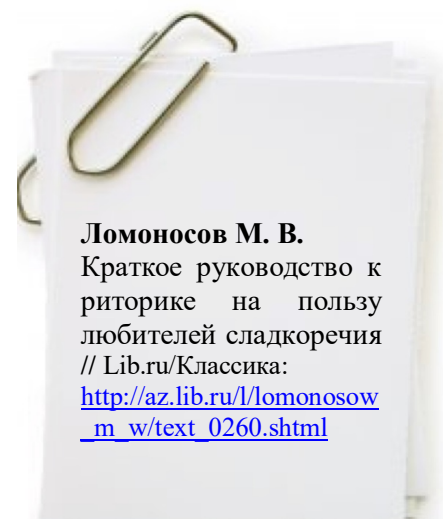 Ломоносов М. В.
Краткое руководство к
риторике на пользу
любителей сладкоречия
// Lib.ru/Классика:
http://az.lib.ru/l/lomonosow
_m_w/text_0260.shtml